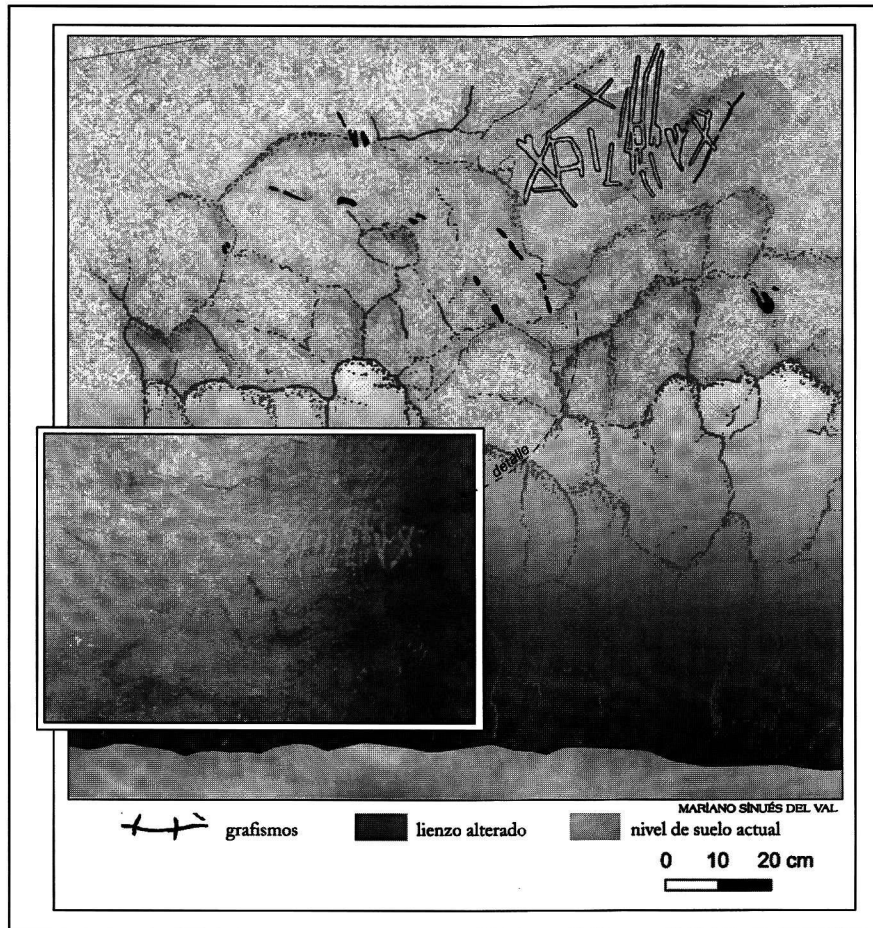 detalle
MARIANO SINUÉS DEL VAL
grafismos
lienzo alterado
nivel de suelo actual
0 10 20 cm